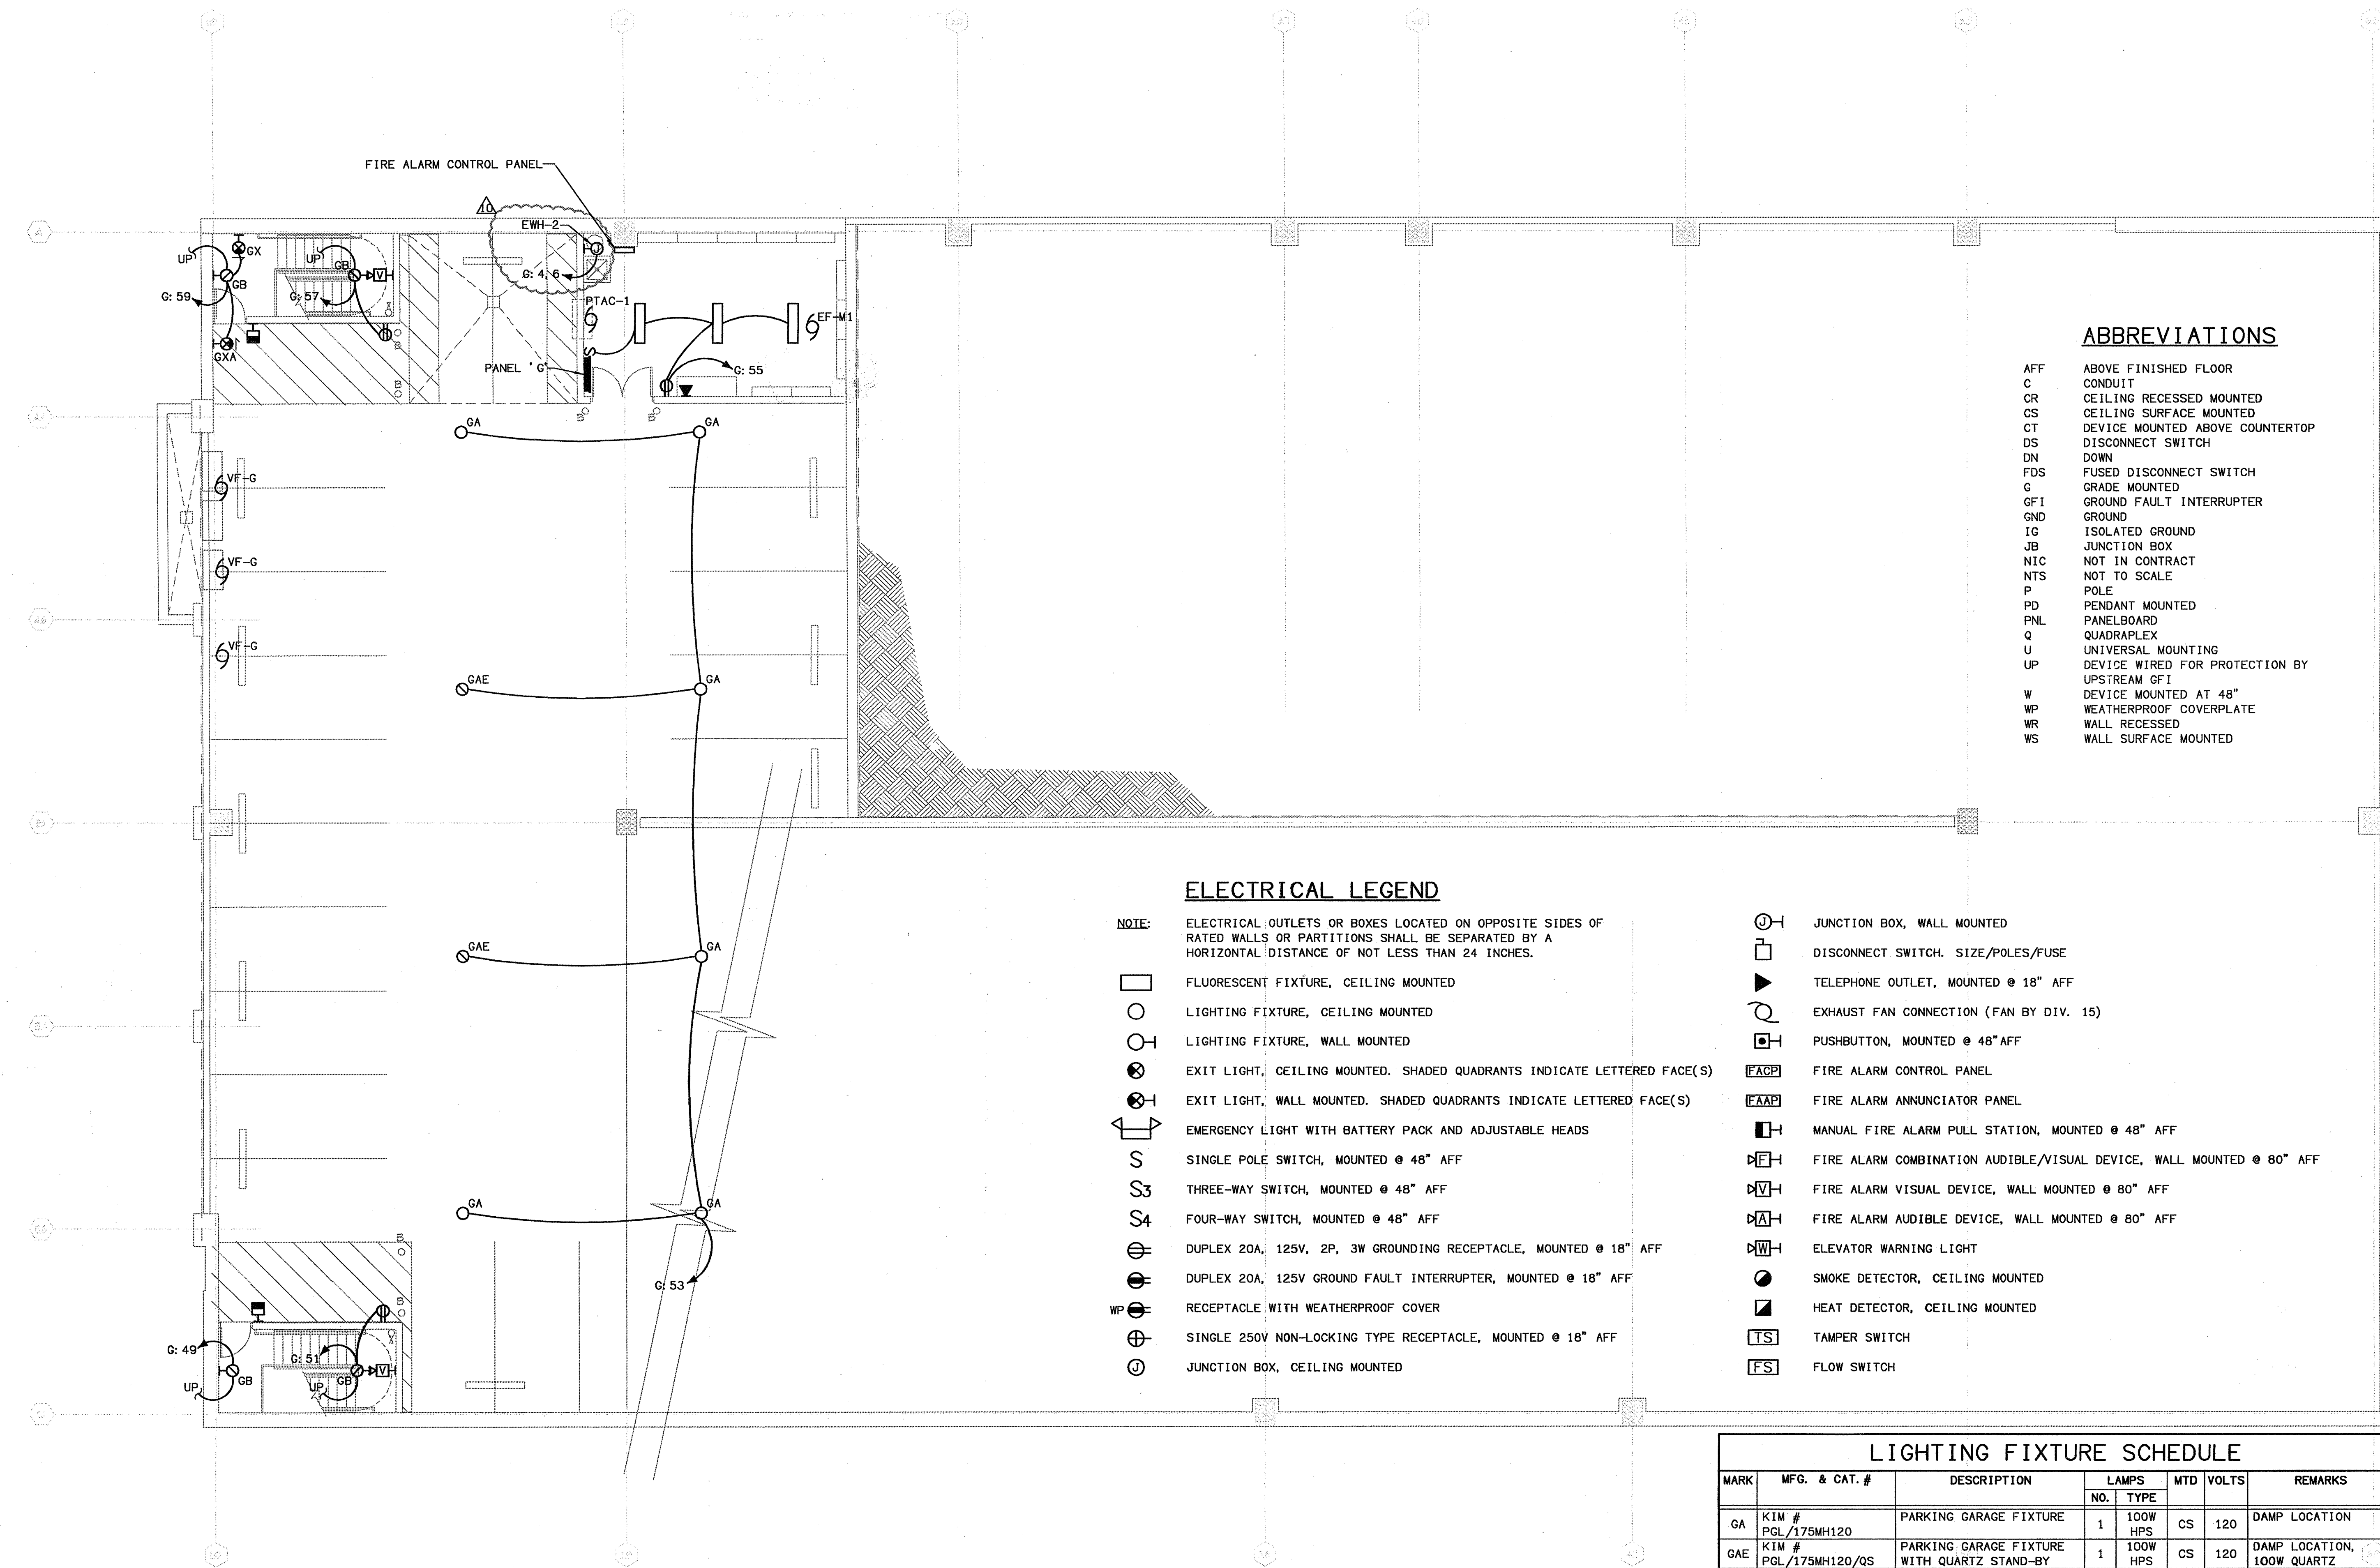 FIRE ALARM CONTROL PANEL
10
EWH-2
J
G: 4, 6
UP
GX
UP
GB
V
GB
G: 59
G: 57
GXA
PTAC-1
EF-M1
S
PANEL 'G'
G: 55
B
B
B
B
GA
GA
VF-G
VF-G
VF-G
GAE
GA
GAE
GA
GA
GA
G: 53
B
B
G: 49
G: 51
V
UP
GB
UP
GB
ABBREVIATIONS
AFF ABOVE FINISHED FLOOR
C CONDUIT
CR CEILING RECESSED MOUNTED
CS CEILING SURFACE MOUNTED
CT DEVICE MOUNTED ABOVE COUNTERTOP
DS DISCONNECT SWITCH
DN DOWN
FDS FUSED DISCONNECT SWITCH
G GRADE MOUNTED
GFI GROUND FAULT INTERRUPTER
GND GROUND
IG ISOLATED GROUND
JB JUNCTION BOX
NIC NOT IN CONTRACT
NTS NOT TO SCALE
P POLE
PD PENDANT MOUNTED
PNL PANELBOARD
Q QUADRAPLEX
U UNIVERSAL MOUNTING
UP DEVICE WIRED FOR PROTECTION BY
UPSTREAM GFI
W DEVICE MOUNTED AT 48"
WP WEATHERPROOF COVERPLATE
WR WALL RECESSED
WS WALL SURFACE MOUNTED
ELECTRICAL LEGEND
NOTE: ELECTRICAL OUTLETS OR BOXES LOCATED ON OPPOSITE SIDES OF
RATED WALLS OR PARTITIONS SHALL BE SEPARATED BY A
HORIZONTAL DISTANCE OF NOT LESS THAN 24 INCHES.
FLUORESCENT FIXTURE, CEILING MOUNTED
LIGHTING FIXTURE, CEILING MOUNTED
LIGHTING FIXTURE, WALL MOUNTED
EXIT LIGHT, CEILING MOUNTED. SHADED QUADRANTS INDICATE LETTERED FACE(S)
EXIT LIGHT, WALL MOUNTED. SHADED QUADRANTS INDICATE LETTERED FACE(S)
EMERGENCY LIGHT WITH BATTERY PACK AND ADJUSTABLE HEADS
S SINGLE POLE SWITCH, MOUNTED @ 48" AFF
S3 THREE-WAY SWITCH, MOUNTED @ 48" AFF
S4 FOUR-WAY SWITCH, MOUNTED @ 48" AFF
DUPLEX 20A, 125V, 2P, 3W GROUNDING RECEPTACLE, MOUNTED @ 18" AFF
DUPLEX 20A, 125V GROUND FAULT INTERRUPTER, MOUNTED @ 18" AFF
WP RECEPTACLE WITH WEATHERPROOF COVER
SINGLE 250V NON-LOCKING TYPE RECEPTACLE, MOUNTED @ 18" AFF
J JUNCTION BOX, CEILING MOUNTED
J JUNCTION BOX, WALL MOUNTED
DISCONNECT SWITCH. SIZE/POLES/FUSE
TELEPHONE OUTLET, MOUNTED @ 18" AFF
EXHAUST FAN CONNECTION (FAN BY DIV. 15)
PUSHBUTTON, MOUNTED @ 48"AFF
FACP FIRE ALARM CONTROL PANEL
FAAP FIRE ALARM ANNUNCIATOR PANEL
MANUAL FIRE ALARM PULL STATION, MOUNTED @ 48" AFF
F FIRE ALARM COMBINATION AUDIBLE/VISUAL DEVICE, WALL MOUNTED @ 80" AFF
V FIRE ALARM VISUAL DEVICE, WALL MOUNTED @ 80" AFF
A FIRE ALARM AUDIBLE DEVICE, WALL MOUNTED @ 80" AFF
W ELEVATOR WARNING LIGHT
SMOKE DETECTOR, CEILING MOUNTED
HEAT DETECTOR, CEILING MOUNTED
TS TAMPER SWITCH
FS FLOW SWITCH
LIGHTING FIXTURE SCHEDULE
MARK MFG. & CAT. # DESCRIPTION LAMPS MTD VOLTS REMARKS
NO. TYPE
GA KIM # PGL/175MH120 PARKING GARAGE FIXTURE 1 100W HPS CS 120 DAMP LOCATION
GAE KIM # PGL/175MH120/QS PARKING GARAGE FIXTURE WITH QUARTZ STAND-BY 1 100W HPS CS 120 DAMP LOCATION, 100W QUARTZ